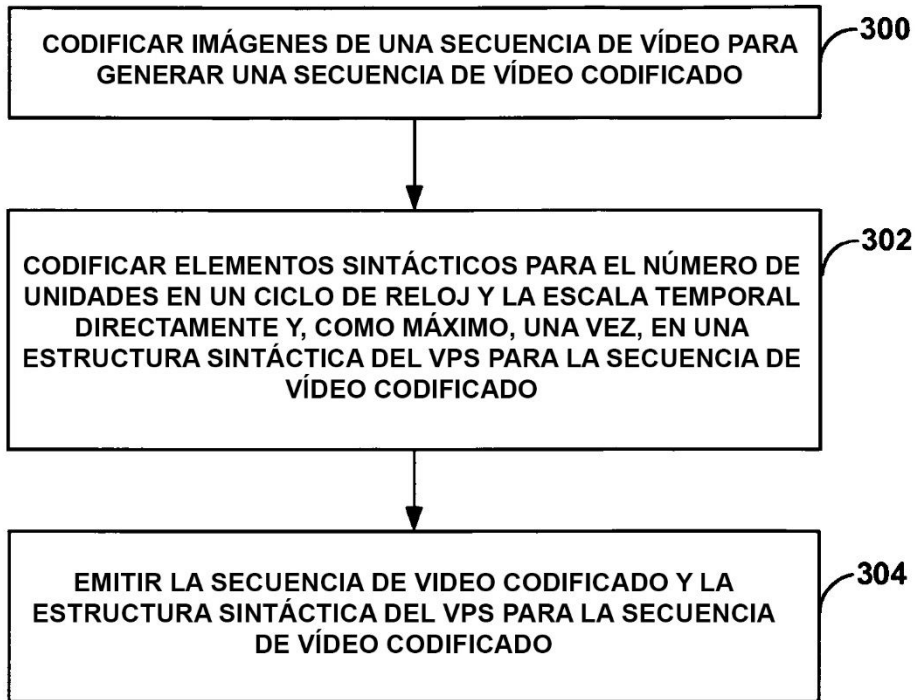 CODIFICAR IMÁGENES DE UNA SECUENCIA DE VÍDEO PARA
GENERAR UNA SECUENCIA DE VÍDEO CODIFICADO
300
CODIFICAR ELEMENTOS SINTÁCTICOS PARA EL NÚMERO DE
UNIDADES EN UN CICLO DE RELOJ Y LA ESCALA TEMPORAL
DIRECTAMENTE Y, COMO MÁXIMO, UNA VEZ, EN UNA
ESTRUCTURA SINTÁCTICA DEL VPS PARA LA SECUENCIA DE
VÍDEO CODIFICADO
302
EMITIR LA SECUENCIA DE VIDEO CODIFICADO Y LA
ESTRUCTURA SINTÁCTICA DEL VPS PARA LA SECUENCIA
DE VÍDEO CODIFICADO
304